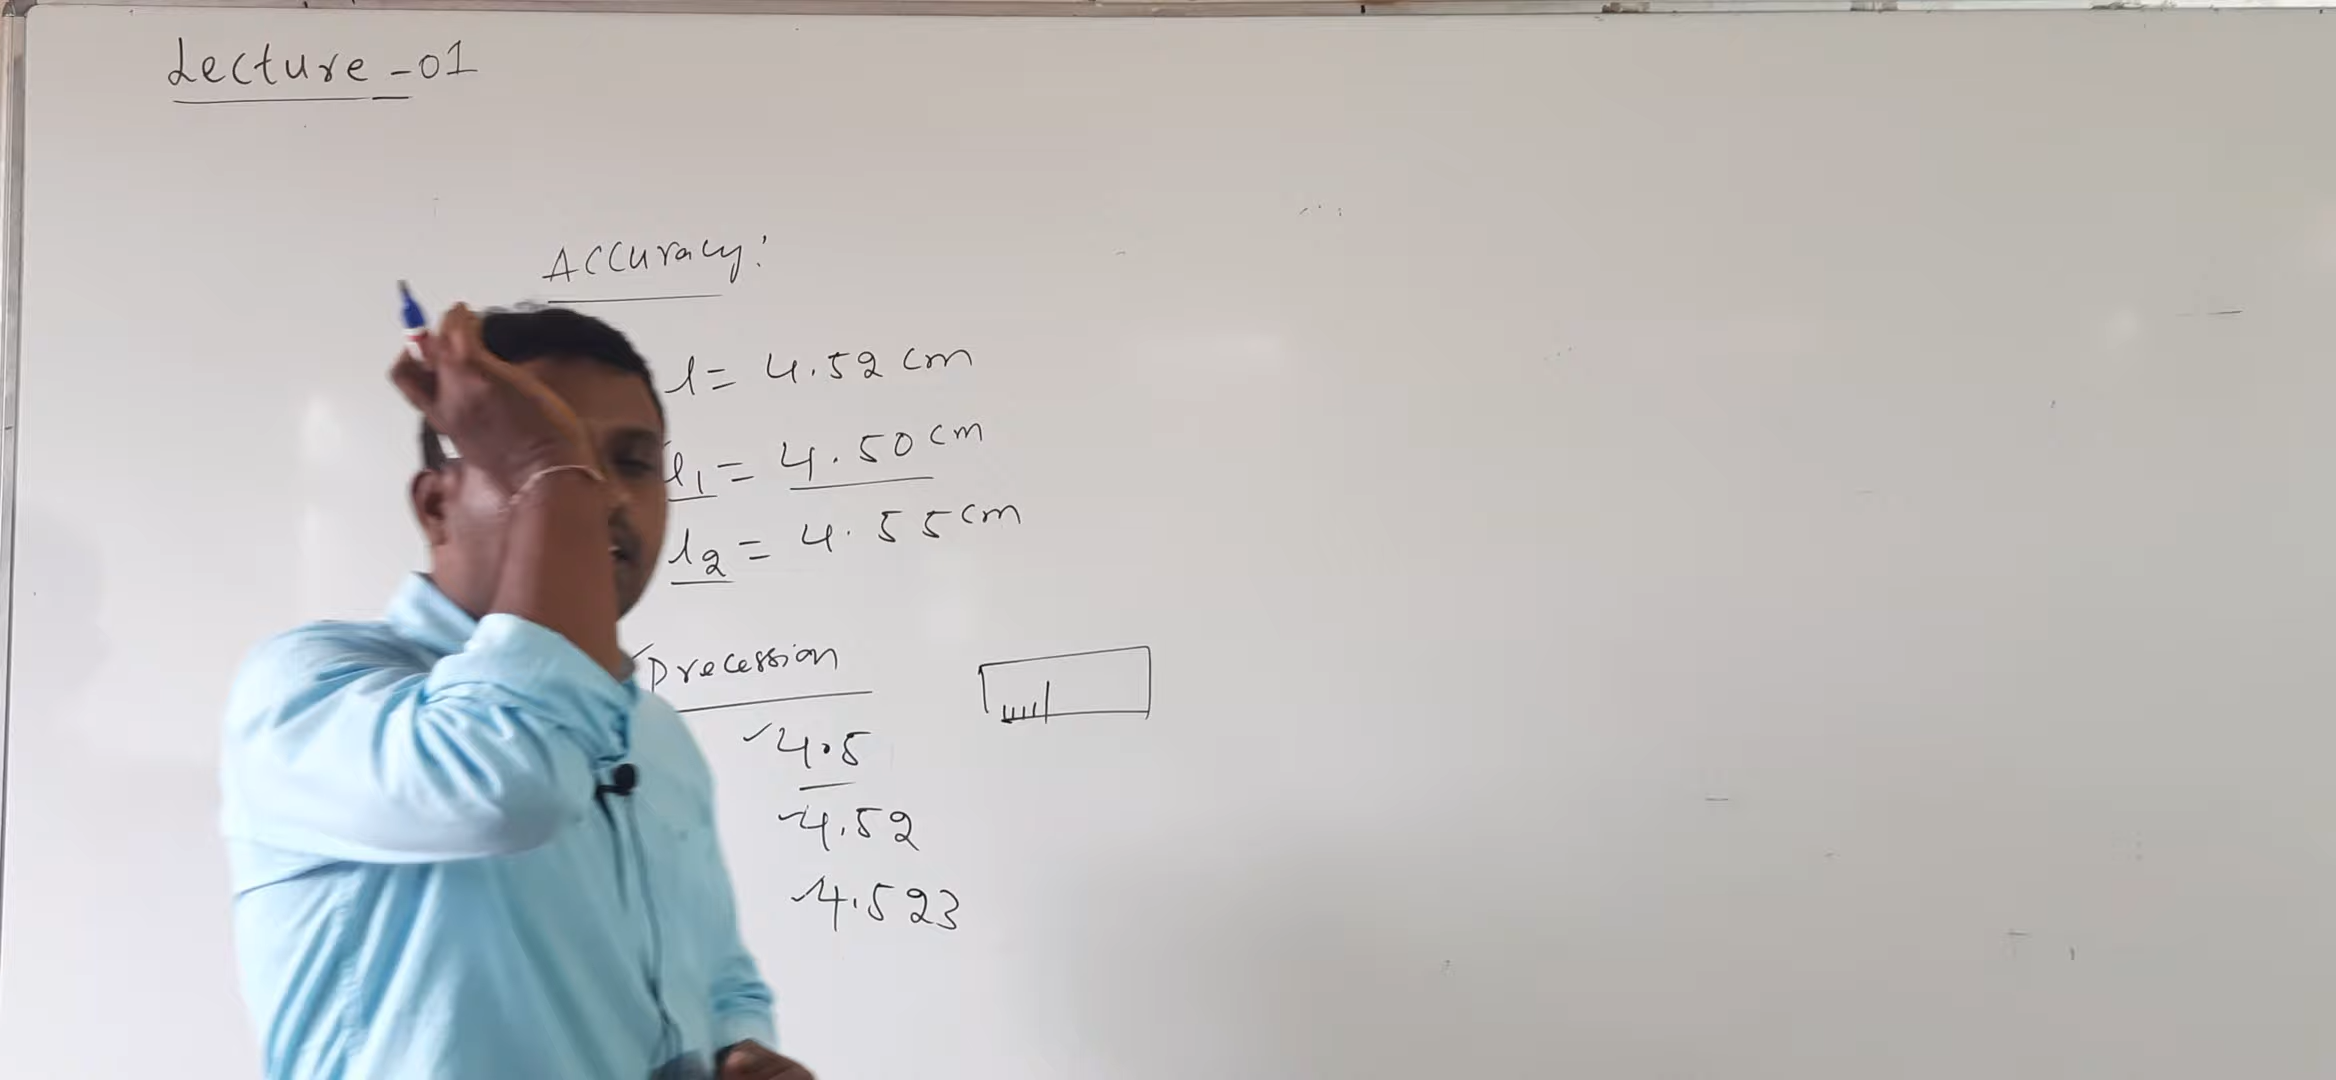 Lecture-01
Accuracy:
l = 4.52 cm
l1 = 4.50 cm
l2 = 4.55 cm
Precession
4.5
4.52
4.523